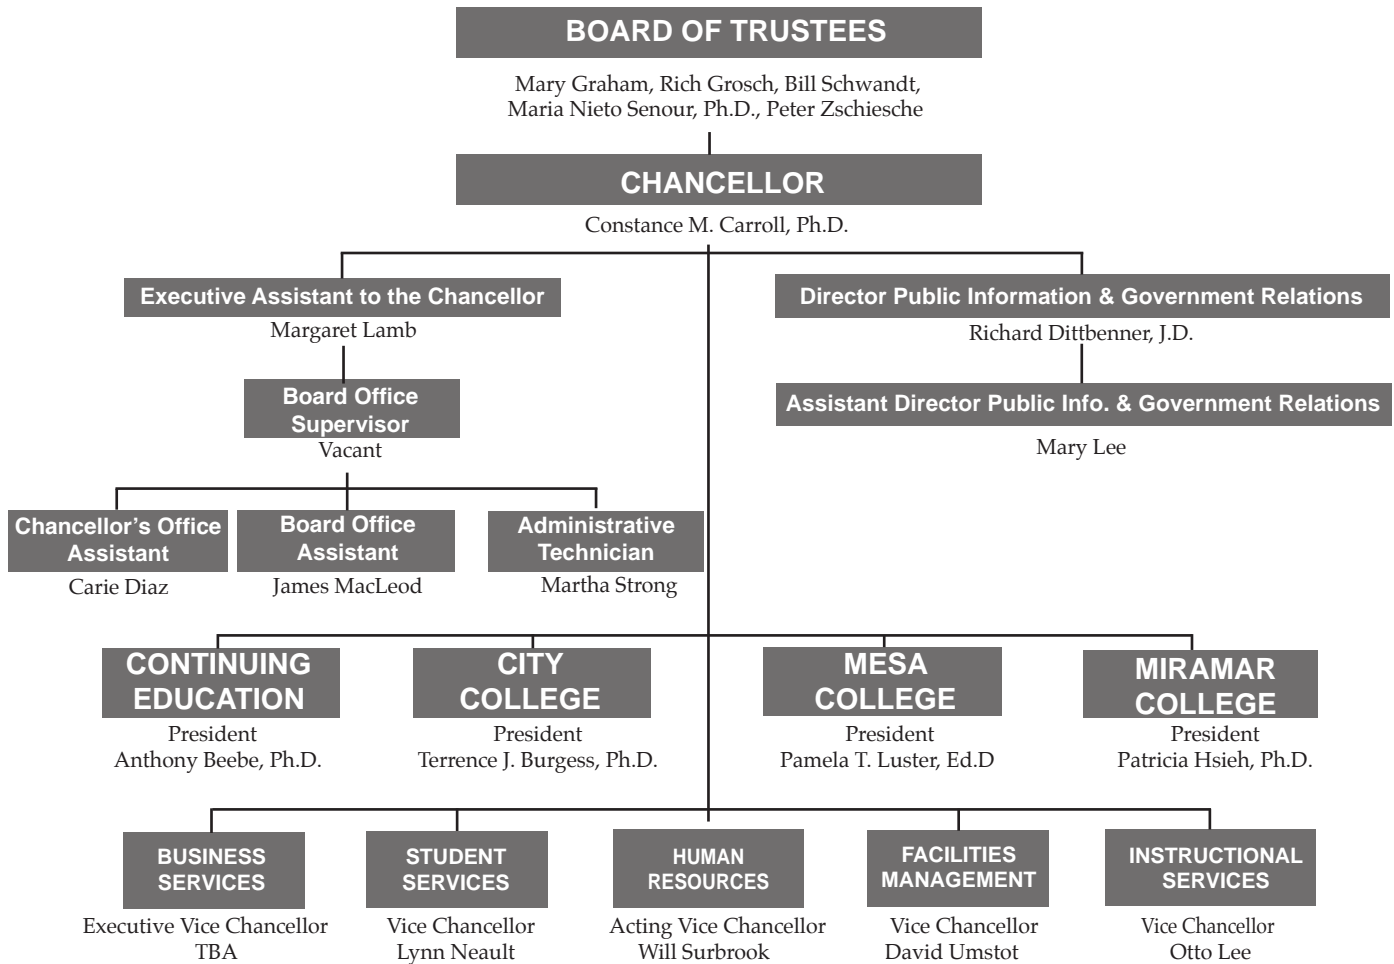 BOARD OF TRUSTEES
Mary Graham, Rich Grosch, Bill Schwandt,
Maria Nieto Senour, Ph.D., Peter Zschiesche
CHANCELLOR
Constance M. Carroll, Ph.D.
Executive Assistant to the Chancellor
Margaret Lamb
Director Public Information & Government Relations
Richard Dittbenner, J.D.
Board Office
Supervisor
Vacant
Assistant Director Public Info. & Government Relations
Mary Lee
Chancellor's Office
Assistant
Carie Diaz
Board Office
Assistant
James MacLeod
Administrative
Technician
Martha Strong
CONTINUING
EDUCATION
President
Anthony Beebe, Ph.D.
CITY
COLLEGE
President
Terrence J. Burgess, Ph.D.
MESA
COLLEGE
President
Pamela T. Luster, Ed.D
MIRAMAR
COLLEGE
President
Patricia Hsieh, Ph.D.
BUSINESS
SERVICES
Executive Vice Chancellor
TBA
STUDENT
SERVICES
Vice Chancellor
Lynn Neault
HUMAN
RESOURCES
Acting Vice Chancellor
Will Surbrook
FACILITIES
MANAGEMENT
Vice Chancellor
David Umstot
INSTRUCTIONAL
SERVICES
Vice Chancellor
Otto Lee